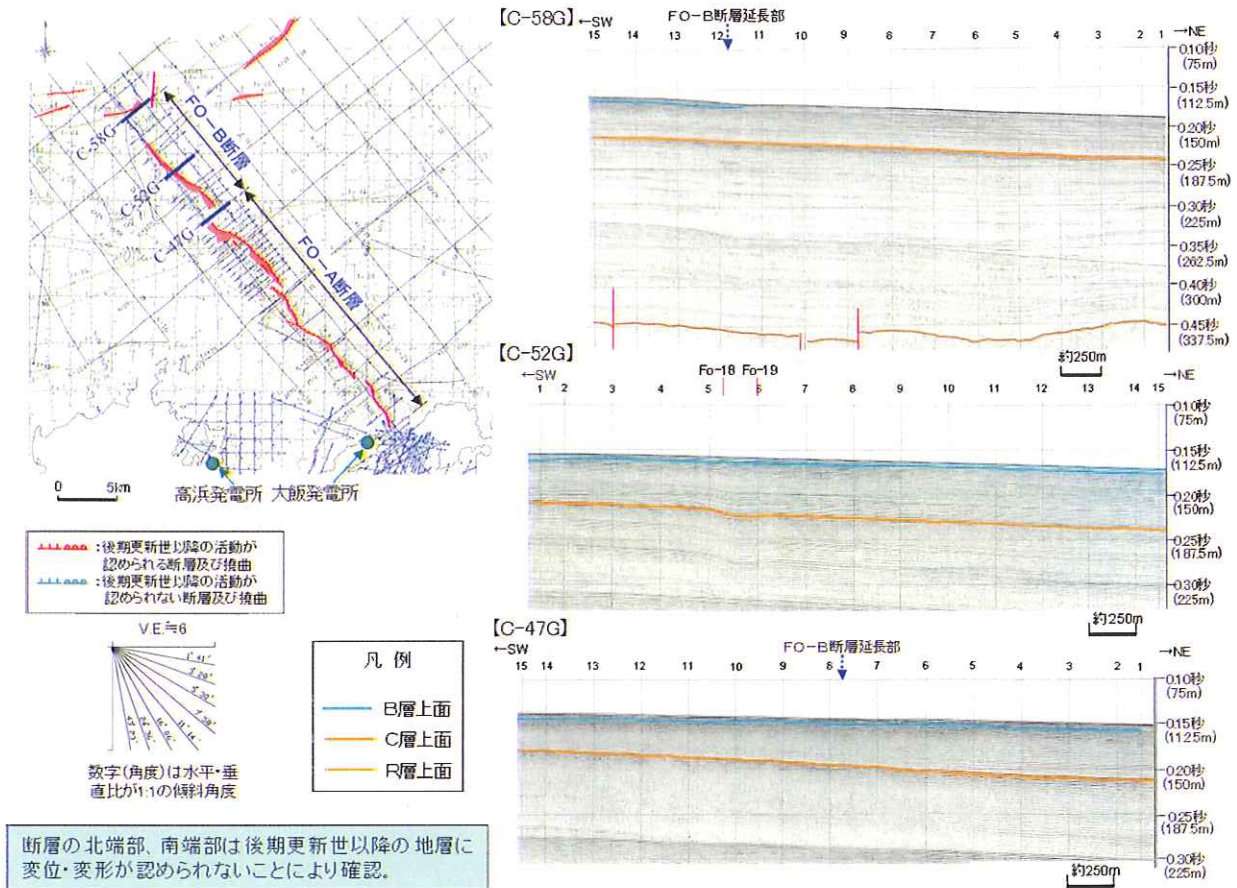 C-58G
C-52G
C-47G
FO-B断層
FO-A断層
0 5km
高浜発電所 大飯発電所
:後期更新世以降の活動が
認められる断層及び撓曲
:後期更新世以降の活動が
認められない断層及び撓曲
V.E.≒6
数字(角度)は水平・垂
直比が1:1の傾斜角度
凡 例
B層上面
C層上面
R層上面
断層の北端部、南端部は後期更新世以降の地層に
変位・変形が認められないことにより確認。
【C-58G】 ←SW FO-B断層延長部 →NE
15 14 13 12 11 10 9 8 7 6 5 4 3 2 1
0.10秒
(75m)
0.15秒
(112.5m)
0.20秒
(150m)
0.25秒
(187.5m)
0.30秒
(225m)
0.35秒
(262.5m)
0.40秒
(300m)
0.45秒
(337.5m)
約250m
【C-52G】
←SW Fo-18 Fo-19 →NE
1 2 3 4 5 6 7 8 9 10 11 12 13 14 15
0.10秒
(75m)
0.15秒
(112.5m)
0.20秒
(150m)
0.25秒
(187.5m)
0.30秒
(225m)
約250m
【C-47G】
←SW FO-B断層延長部 →NE
15 14 13 12 11 10 9 8 7 6 5 4 3 2 1
0.10秒
(75m)
0.15秒
(112.5m)
0.20秒
(150m)
0.25秒
(187.5m)
0.30秒
(225m)
約250m